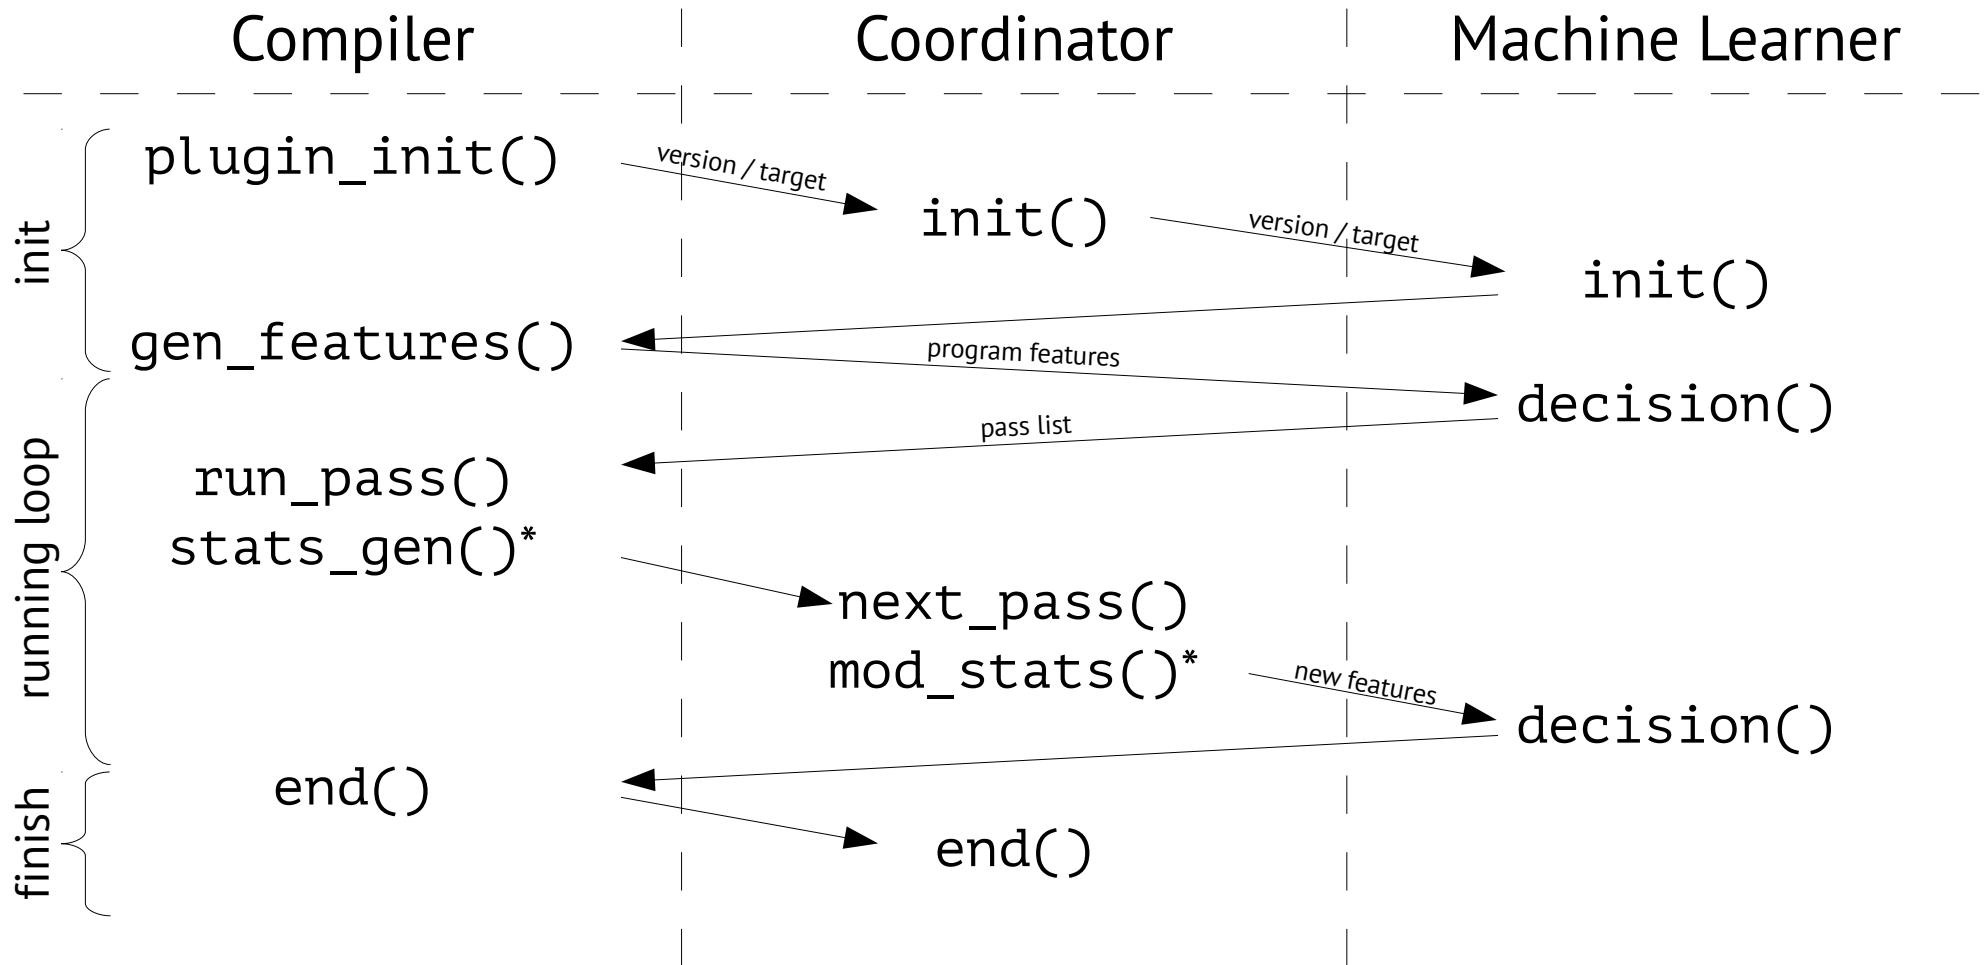 Compiler
Coordinator
Machine Learner
init
plugin_init()
version / target
init()
version / target
init()
gen_features()
program features
decision()
running loop
pass list
run_pass()
stats_gen()*
next_pass()
mod_stats()*
new features
decision()
finish
end()
end()